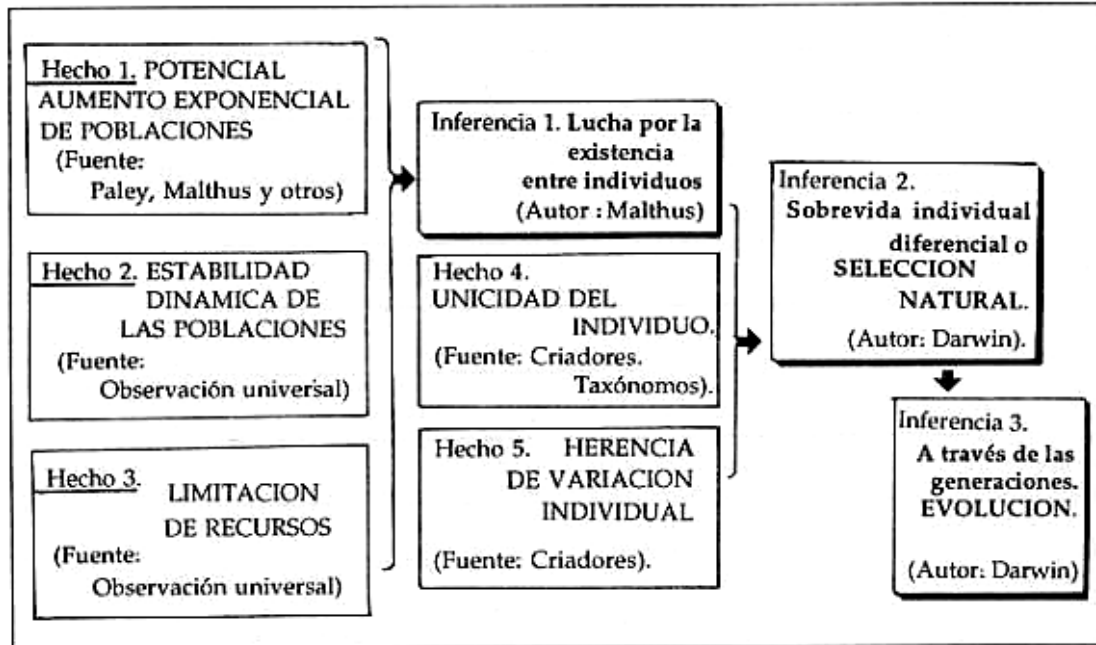 Hecho 1. POTENCIAL
AUMENTO EXPONENCIAL
DE POBLACIONES
(Fuente:
Paley, Malthus y otros)
Hecho 2. ESTABILIDAD
DINAMICA DE
LAS POBLACIONES
(Fuente:
Observación universal)
Hecho 3.
LIMITACION
DE RECURSOS
(Fuente:
Observación universal)
Inferencia 1. Lucha por la
existencia
entre individuos
(Autor : Malthus)
Hecho 4.
UNICIDAD DEL
INDIVIDUO.
(Fuente: Criadores.
Taxónomos).
Hecho 5. HERENCIA
DE VARIACION
INDIVIDUAL
(Fuente: Criadores).
Inferencia 2.
Sobrevida individual
diferencial o
SELECCION
NATURAL.
(Autor: Darwin).
Inferencia 3.
A través de las
generaciones.
EVOLUCION.
(Autor: Darwin)